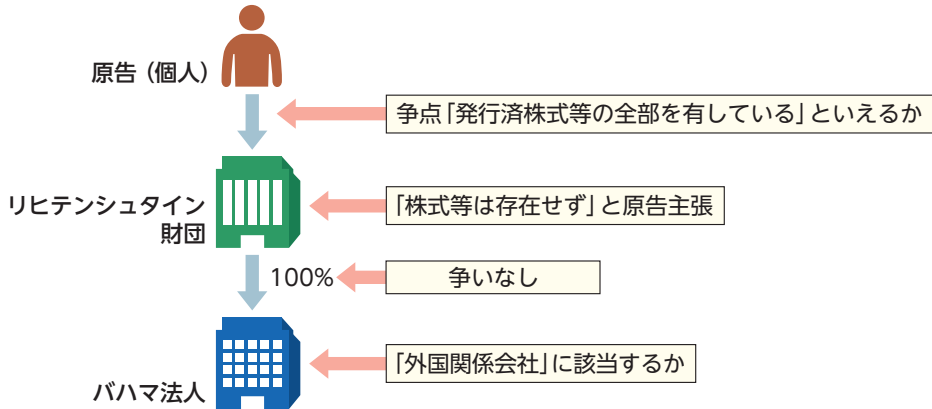 原告（個人）
争点「発行済株式等の全部を有している」といえるか
リヒテンシュタイン
財団
「株式等は存在せず」と原告主張
100%
争いなし
バハマ法人
「外国関係会社」に該当するか